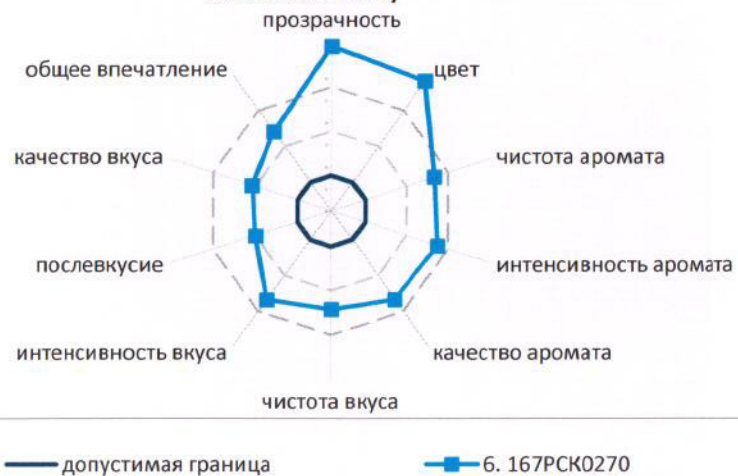 прозрачность
общее впечатление
цвет
качество вкуса
чистота аромата
послевкусие
интенсивность аромата
интенсивность вкуса
качество аромата
чистота вкуса
допустимая граница
6. 167РСК0270